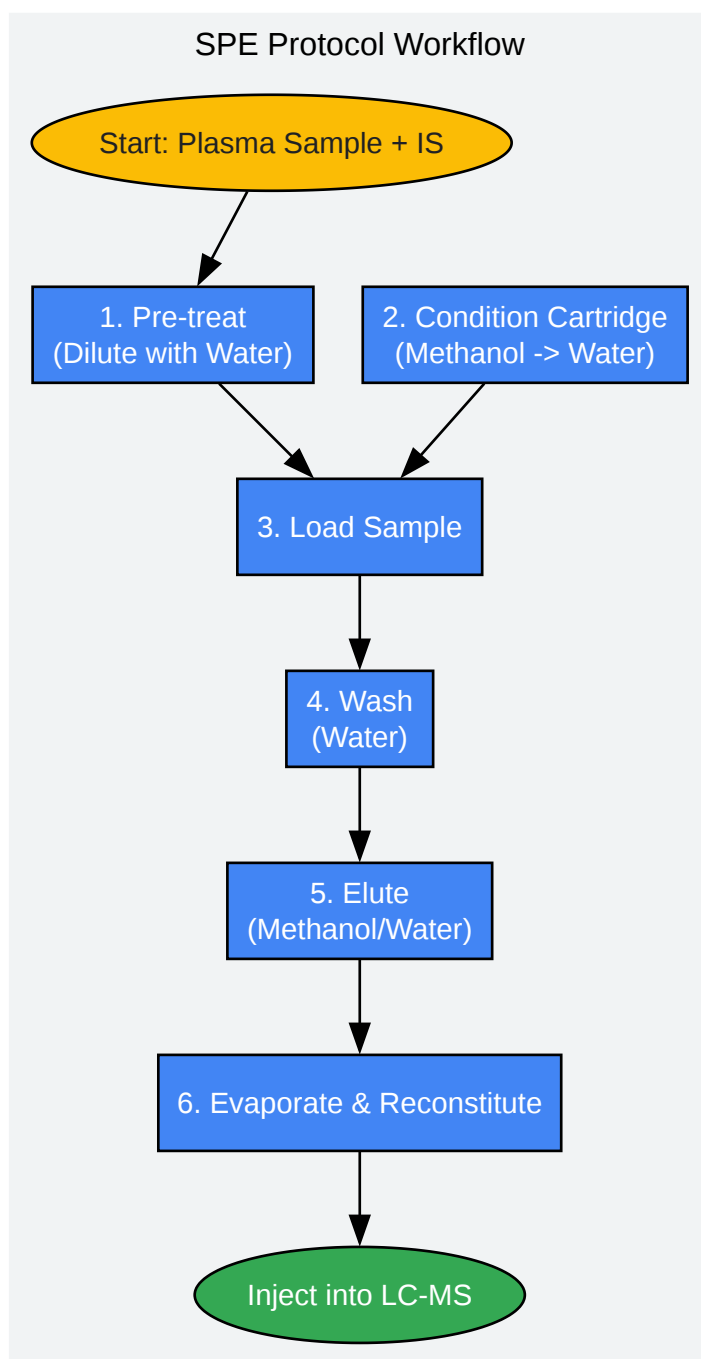 SPE Protocol Workflow
Start: Plasma Sample + IS
1. Pre-treat
(Dilute with Water)
2. Condition Cartridge
(Methanol -> Water)
3. Load Sample
4. Wash
(Water)
5. Elute
(Methanol/Water)
6. Evaporate & Reconstitute
Inject into LC-MS